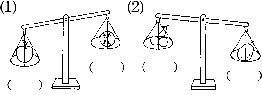 (1) (2)
( ) ( ) ( ) ( )